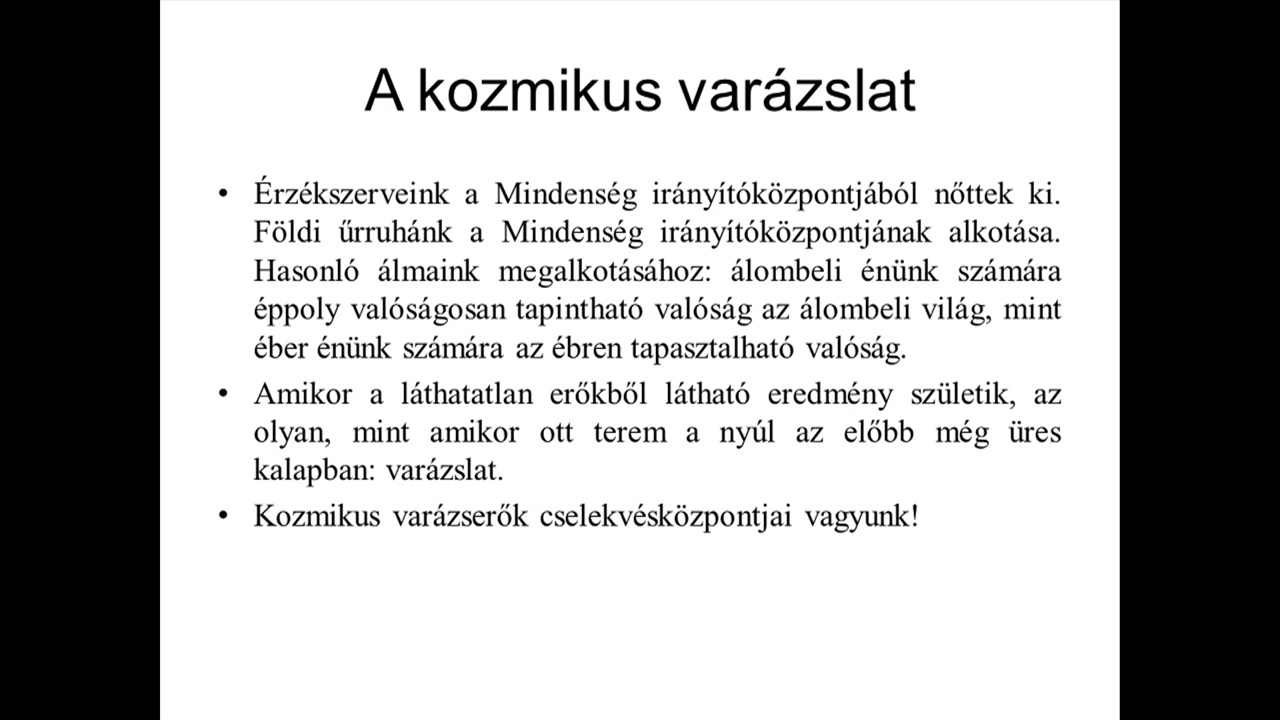 A kozmikus varázslat
• Érzékszerveink a Mindenség irányítóközpontjából nőttek ki.
Földi űrruhánk a Mindenség irányítóközpontjának alkotása.
Hasonló álmaink megalkotásához: álombeli énünk számára
éppoly valóságosan tapintható valóság az álombeli világ, mint
éber énünk számára az ébren tapasztalható valóság.
• Amikor a láthatatlan erőkből látható eredmény születik, az
olyan, mint amikor ott terem a nyúl az előbb még üres
kalapban: varázslat.
• Kozmikus varázserők cselekvésközpontjai vagyunk!